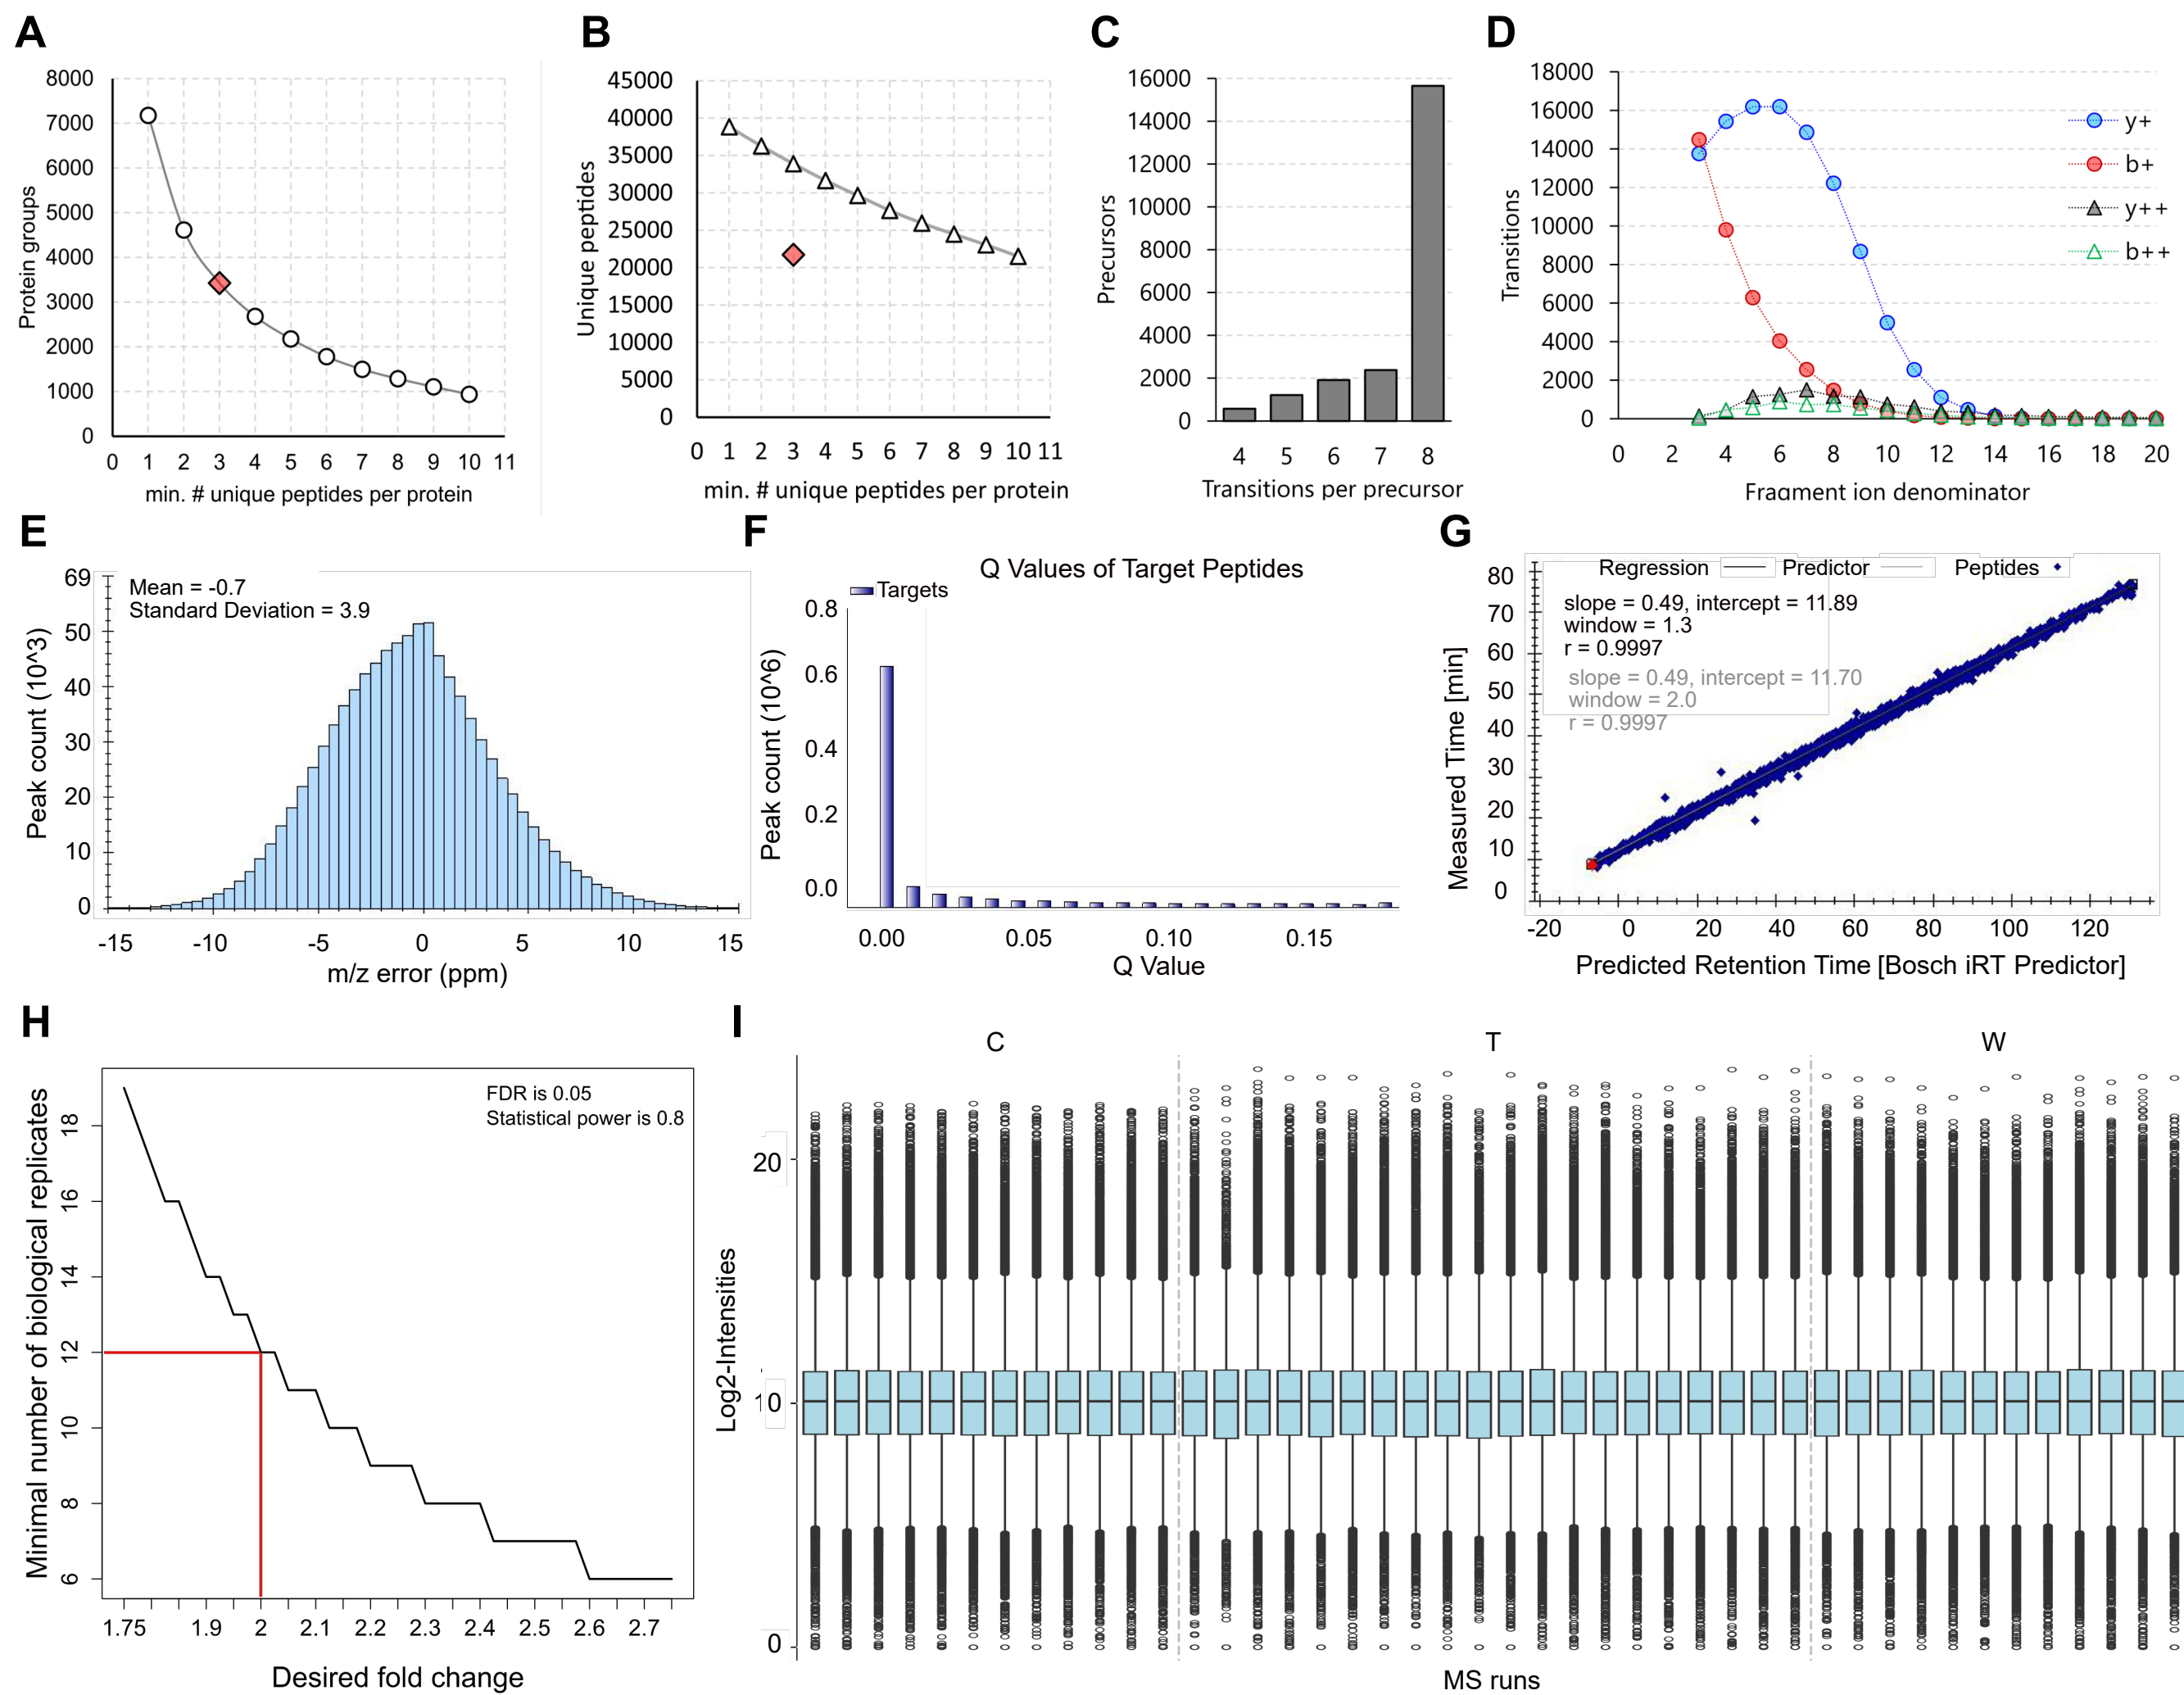 A
8000
7000
6000
5000
4000
3000
2000
1000
0
Protein groups
0 1 2 3 4 5 6 7 8 9 10 11
min. # unique peptides per protein
B
45000
40000
35000
30000
25000
20000
15000
10000
5000
0
Unique peptides
0 1 2 3 4 5 6 7 8 9 10 11
min. # unique peptides per protein
C
16000
14000
12000
10000
8000
6000
4000
2000
0
Precursors
4 5 6 7 8
Transitions per precursor
D
18000
16000
14000
12000
10000
8000
6000
4000
2000
0
Transitions
y+
b+
y++
b++
0 2 4 6 8 10 12 14 16 18 20
Fragment ion denominator
E
Mean = -0.7
Standard Deviation = 3.9
69
50
40
30
20
10
0
Peak count (10^3)
-15 -10 -5 0 5 10 15
m/z error (ppm)
F
Q Values of Target Peptides
Targets
0.8
0.6
0.4
0.2
0.0
Peak count (10^6)
0.00 0.05 0.10 0.15
Q Value
G
Regression Predictor Peptides
slope = 0.49, intercept = 11.89
window = 1.3
r = 0.9997
slope = 0.49, intercept = 11.70
window = 2.0
r = 0.9997
80
70
60
50
40
30
20
10
0
Measured Time [min]
-20 0 20 40 60 80 100 120
Predicted Retention Time [Bosch iRT Predictor]
H
FDR is 0.05
Statistical power is 0.8
18
16
14
12
10
8
6
Minimal number of biological replicates
1.75 1.9 2 2.1 2.2 2.3 2.4 2.5 2.6 2.7
Desired fold change
I
C T W
20
10
0
Log2-Intensities
MS runs